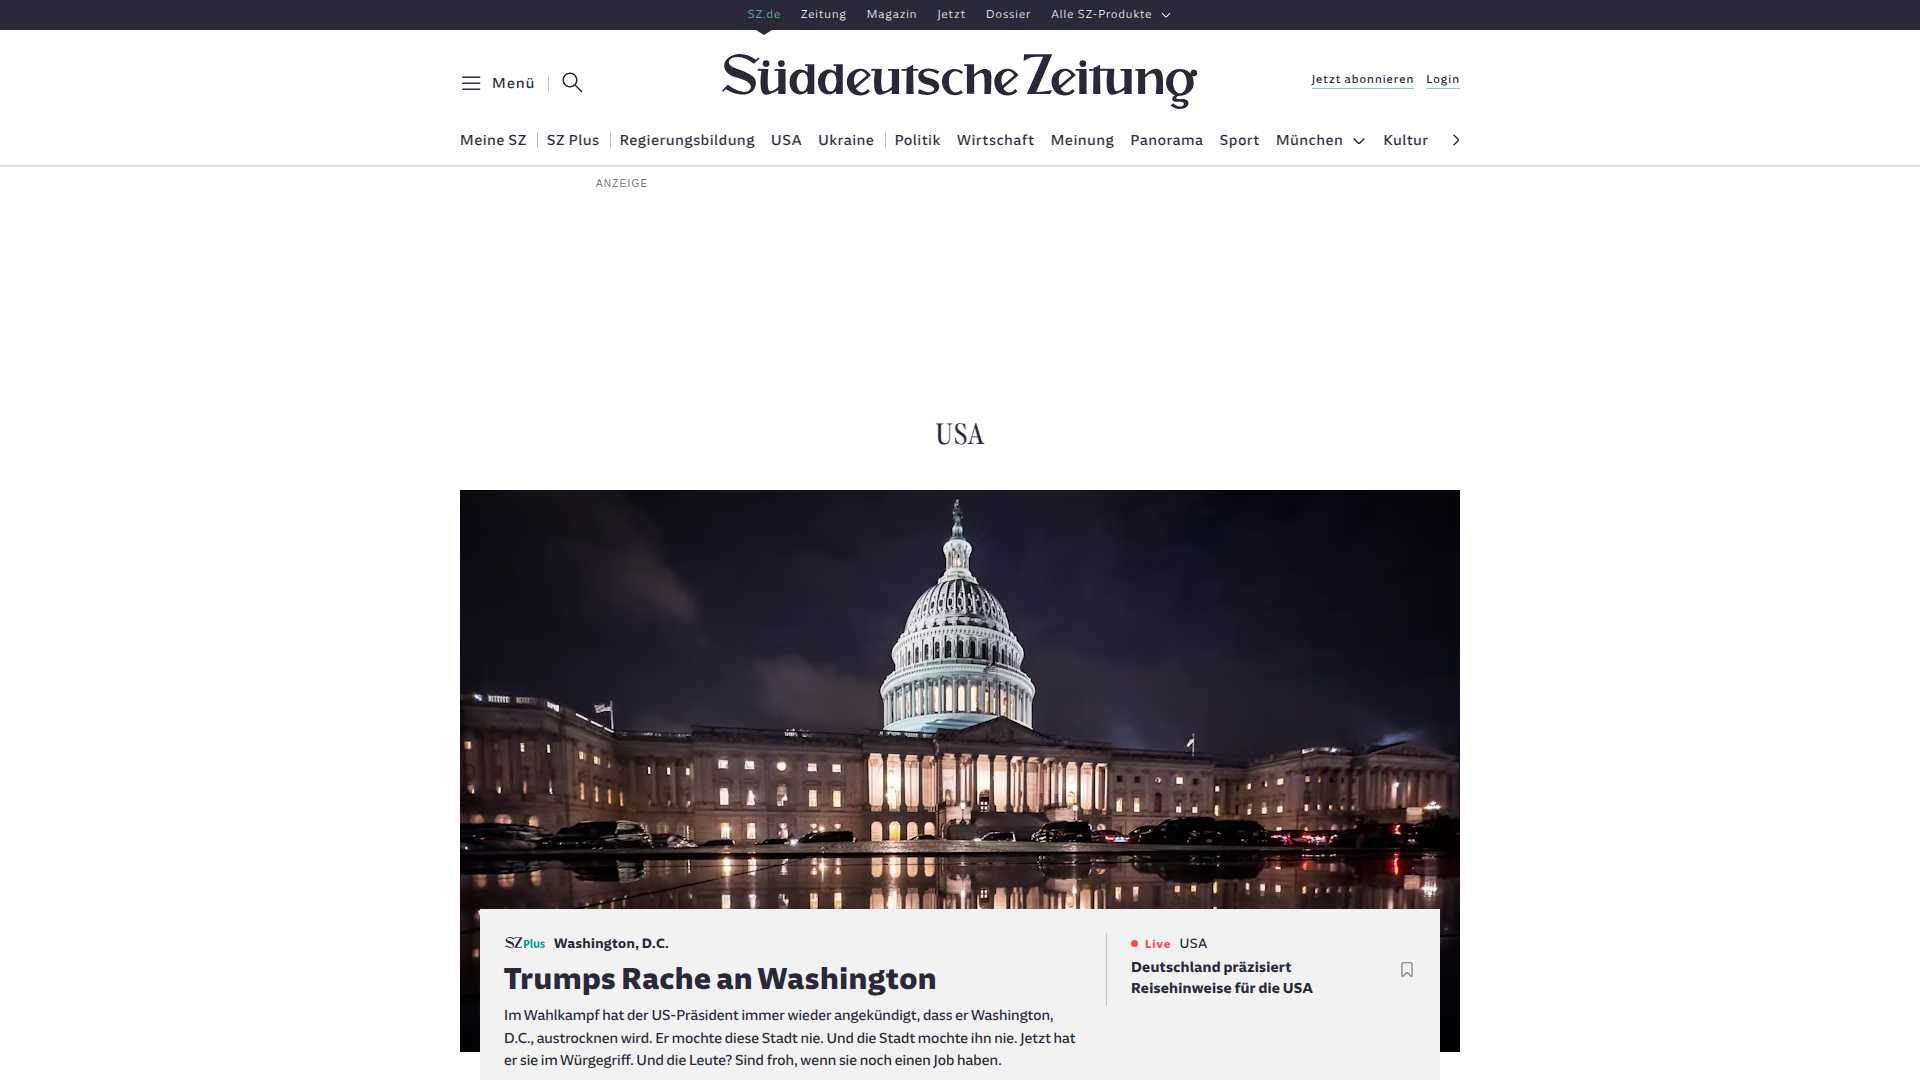 SZ.de Zeitung Magazin Jetzt Dossier Alle SZ-Produkte
Menü
Süddeutsche Zeitung
Jetzt abonnieren Login
Meine SZ SZ Plus Regierungsbildung USA Ukraine Politik Wirtschaft Meinung Panorama Sport München Kultur
ANZEIGE
USA
SZ Plus Washington, D.C.
Trumps Rache an Washington
Im Wahlkampf hat der US-Präsident immer wieder angekündigt, dass er Washington,
D.C., austrocknen wird. Er mochte diese Stadt nie. Und die Stadt mochte ihn nie. Jetzt hat
er sie im Würgegriff. Und die Leute? Sind froh, wenn sie noch einen Job haben.
Live USA
Deutschland präzisiert
Reisehinweise für die USA